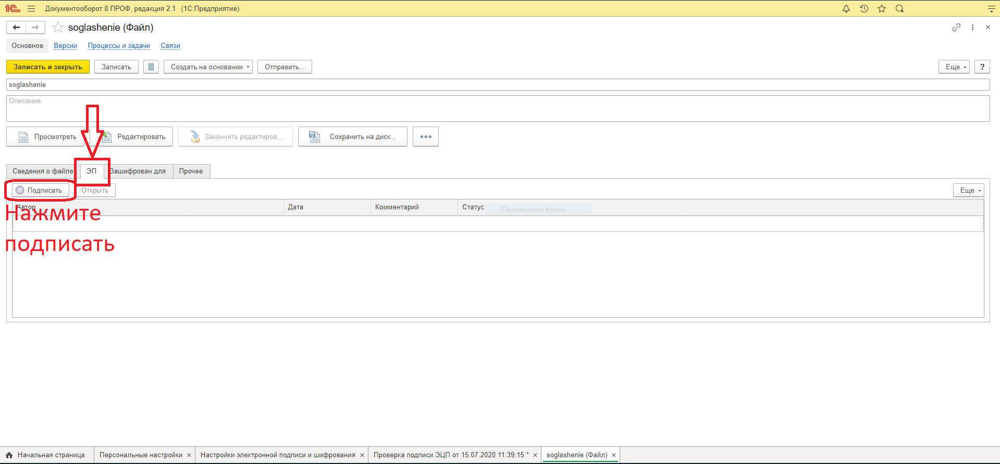 1С Документооборот 8 ПРОФ, редакция 2.1 (1С:Предприятие)
soglashenie (Файл)
Основное Версии Процессы и задачи Связи
Записать и закрыть Записать Создать на основании Отправить... Еще ?
soglashenie
Описание
Просмотреть Редактировать Закончить редактиров... Сохранить на диск...
Сведения о файле ЭП Зашифрован для Прочее
Подписать Открыть Еще
Автор Дата Комментарий Статус Произвольная форма
Нажмите
подписать
Начальная страница Персональные настройки × Настройки электронной подписи и шифрования × Проверка подписи ЭЦП от 15.07.2020 11:39:15 * × soglashenie (Файл) ×